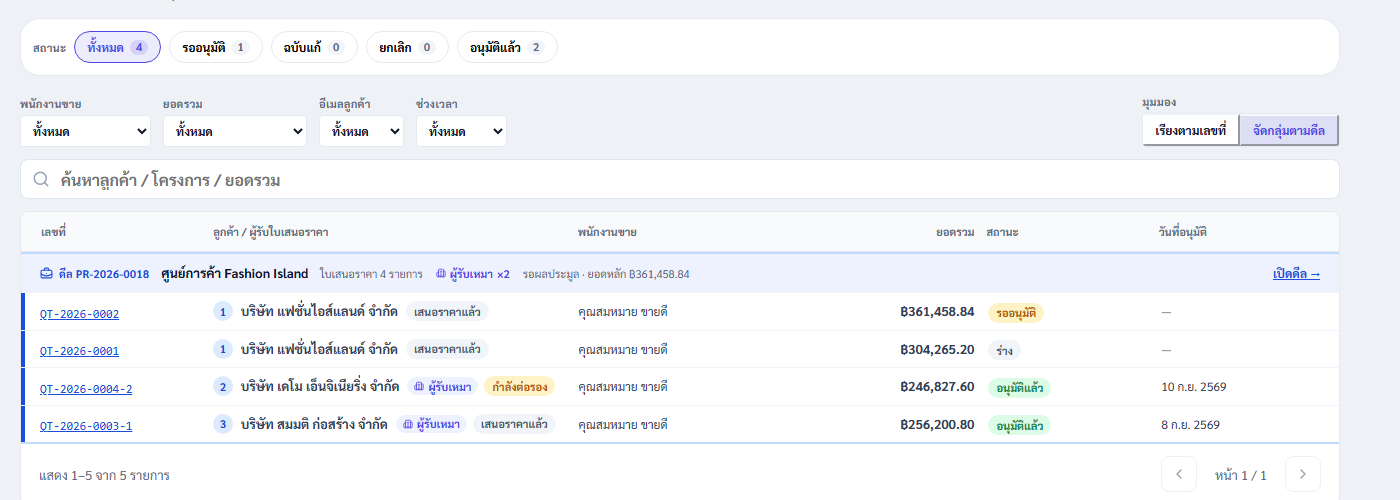 สถานะ ทั้งหมด 4 รออนุมัติ 1 ฉบับแก้ 0 ยกเลิก 0 อนุมัติแล้ว 2
พนักงานขาย ยอดรวม อีเมลลูกค้า ช่วงเวลา มุมมอง
ทั้งหมด ทั้งหมด ทั้งหมด ทั้งหมด เรียงตามเลขที่ จัดกลุ่มตามดีล
ค้นหาลูกค้า / โครงการ / ยอดรวม
เลขที่ ลูกค้า / ผู้รับใบเสนอราคา พนักงานขาย ยอดรวม สถานะ วันที่อนุมัติ
ดีล PR-2026-0018 ศูนย์การค้า Fashion Island ใบเสนอราคา 4 รายการ ผู้รับเหมา ×2 รอผลประมูล · ยอดหลัก ฿361,458.84 เปิดดีล →
QT-2026-0002 1 บริษัท แฟชั่นไอส์แลนด์ จำกัด เสนอราคาแล้ว คุณสมหมาย ขายดี ฿361,458.84 รออนุมัติ —
QT-2026-0001 1 บริษัท แฟชั่นไอส์แลนด์ จำกัด เสนอราคาแล้ว คุณสมหมาย ขายดี ฿304,265.20 ร่าง —
QT-2026-0004-2 2 บริษัท เดโม เอ็นจิเนียริ่ง จำกัด ผู้รับเหมา กำลังต่อรอง คุณสมหมาย ขายดี ฿246,827.60 อนุมัติแล้ว 10 ก.ย. 2569
QT-2026-0003-1 3 บริษัท สมมติ ก่อสร้าง จำกัด ผู้รับเหมา เสนอราคาแล้ว คุณสมหมาย ขายดี ฿256,200.80 อนุมัติแล้ว 8 ก.ย. 2569
แสดง 1–5 จาก 5 รายการ หน้า 1 / 1